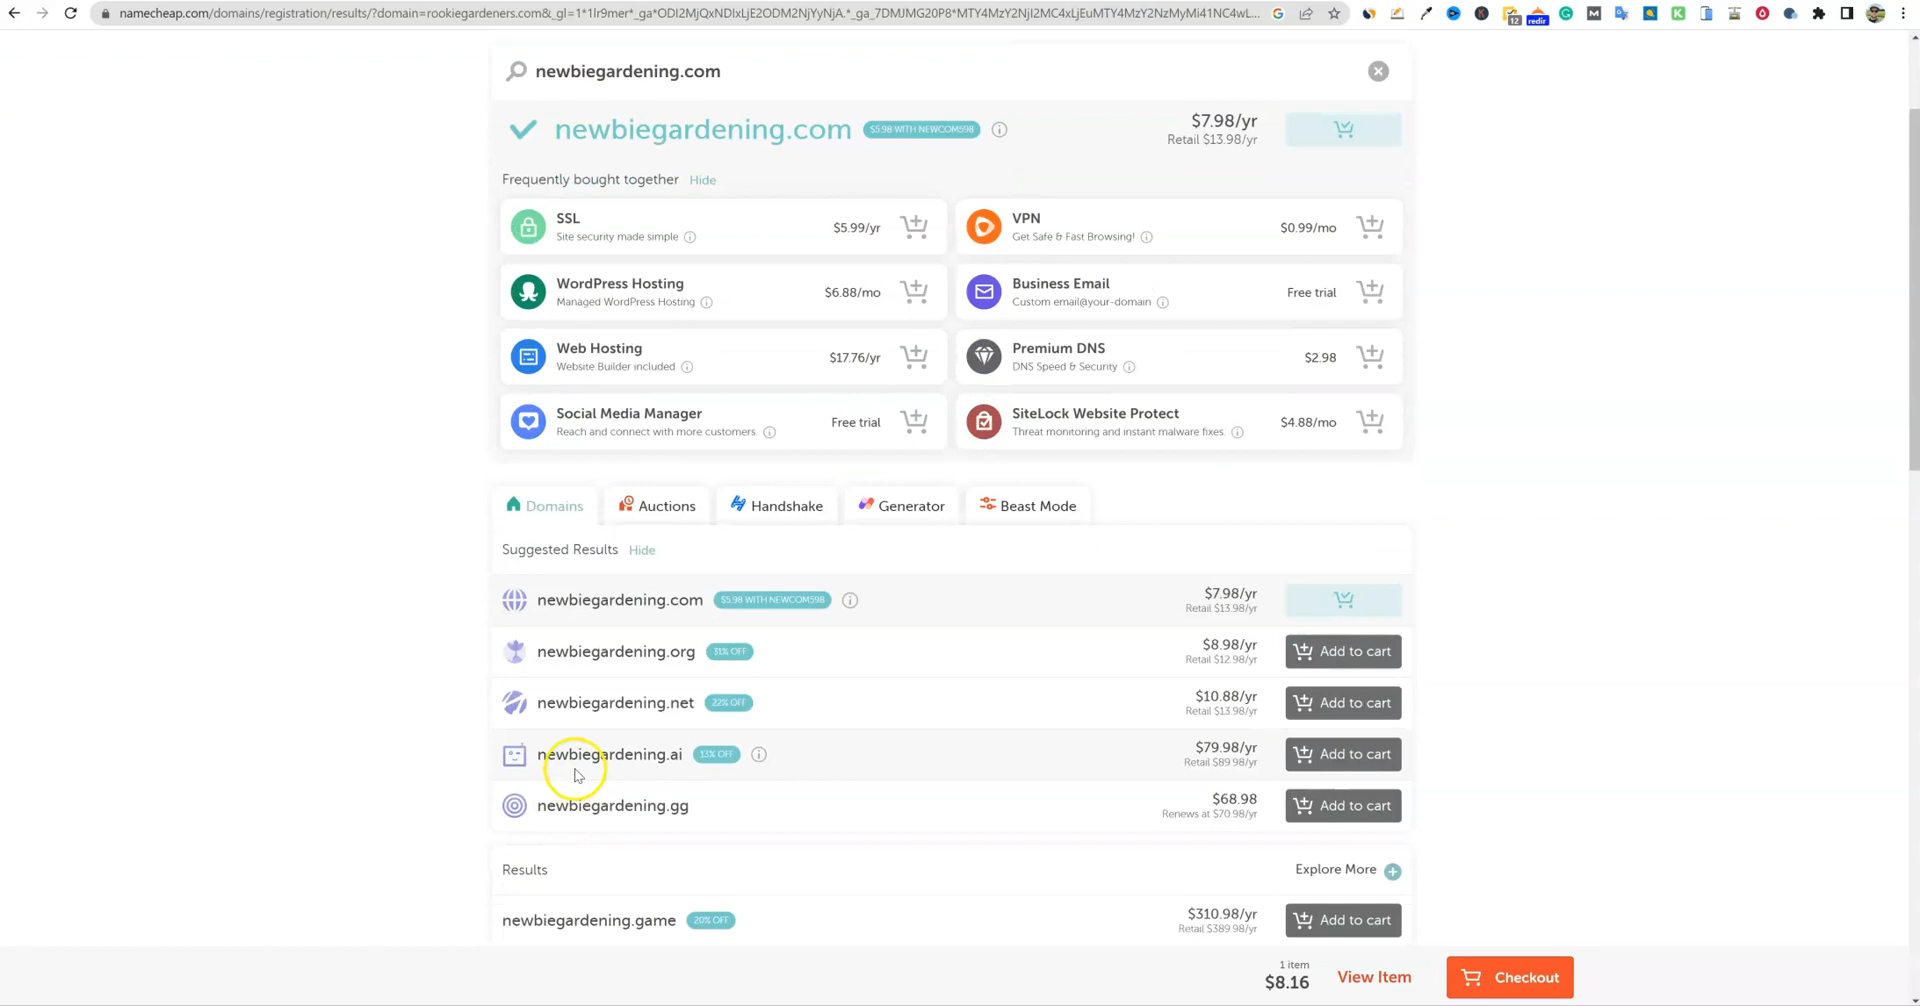 namecheap.com/domains/registration/results/?domain=rookiegardeners.com&_gl=1*1lr9mer*_ga*ODI2MjQxNDIxLjE2ODM2NjYyNjA.*_ga_7DMJMG20P8*MTY4MzY2NjI2MC4xLjEuMTY4MzY2NzMyMi41NC4wL...
12
redir
newbiegardening.com
newbiegardening.com $5.98 WITH NEWCOM598 $7.98/yr
Retail $13.98/yr
Frequently bought together Hide
SSL
Site security made simple
$5.99/yr
VPN
Get Safe & Fast Browsing!
$0.99/mo
WordPress Hosting
Managed WordPress Hosting
$6.88/mo
Business Email
Custom email@your-domain
Free trial
Web Hosting
Website Builder included
$17.76/yr
Premium DNS
DNS Speed & Security
$2.98
Social Media Manager
Reach and connect with more customers.
Free trial
SiteLock Website Protect
Threat monitoring and instant malware fixes.
$4.88/mo
Domains Auctions Handshake Generator Beast Mode
Suggested Results Hide
newbiegardening.com $5.98 WITH NEWCOM598 $7.98/yr
Retail $13.98/yr
newbiegardening.org 31% OFF $8.98/yr Add to cart
Retail $12.98/yr
newbiegardening.net 22% OFF $10.88/yr Add to cart
Retail $13.98/yr
newbiegardening.ai 13% OFF $79.98/yr Add to cart
Retail $89.98/yr
newbiegardening.gg $68.98 Add to cart
Renews at $70.98/yr
Results Explore More
newbiegardening.game 20% OFF $310.98/yr Add to cart
Retail $389.98/yr
1 item
$8.16
View Item
Checkout